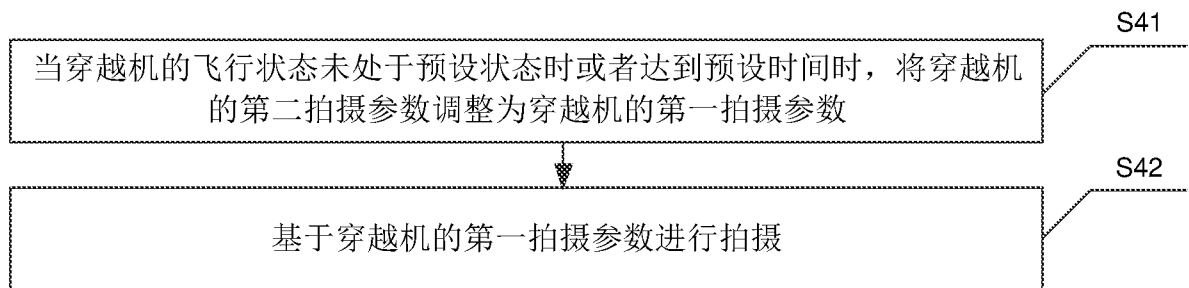 S41
当穿越机的飞行状态未处于预设状态时或者达到预设时间时，将穿越机
的第二拍摄参数调整为穿越机的第一拍摄参数
S42
基于穿越机的第一拍摄参数进行拍摄